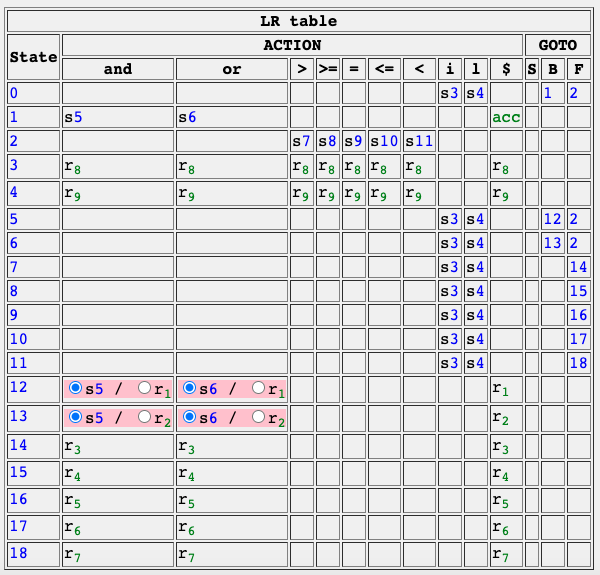 LR table
State ACTION GOTO
and or > >= = <= < i l $ S B F
0 s3 s4 1 2
1 s5 s6 acc
2 s7 s8 s9 s10 s11
3 r8 r8 r8 r8 r8 r8 r8 r8
4 r9 r9 r9 r9 r9 r9 r9 r9
5 s3 s4 12 2
6 s3 s4 13 2
7 s3 s4 14
8 s3 s4 15
9 s3 s4 16
10 s3 s4 17
11 s3 s4 18
12 s5 / r1 s6 / r1 r1
13 s5 / r2 s6 / r2 r2
14 r3 r3 r3
15 r4 r4 r4
16 r5 r5 r5
17 r6 r6 r6
18 r7 r7 r7